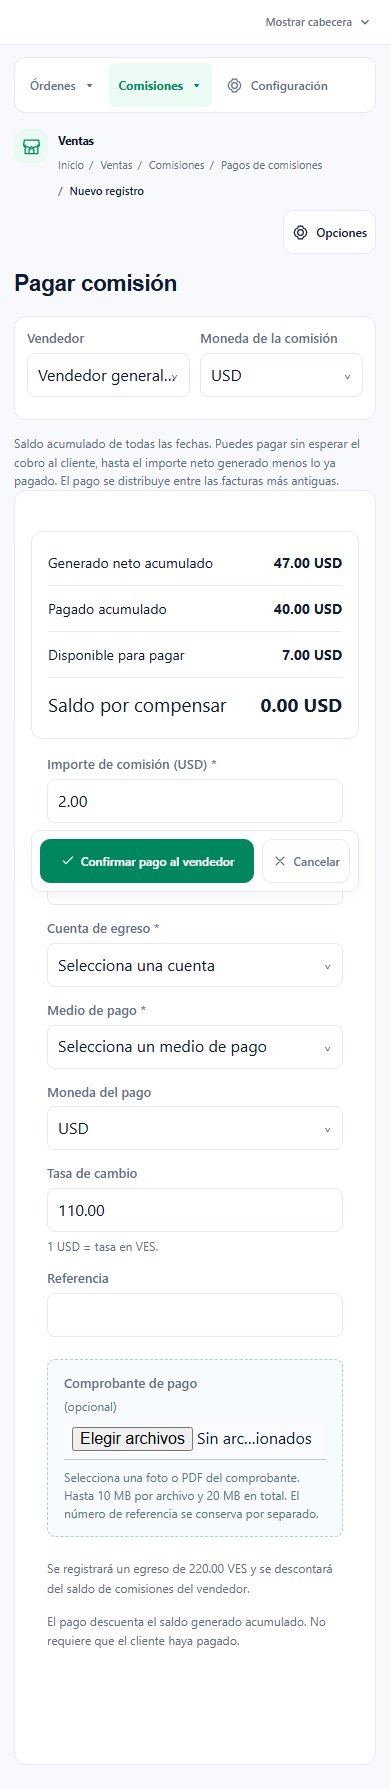 Mostrar cabecera
Órdenes
Comisiones
Configuración
Ventas
Inicio / Ventas / Comisiones / Pagos de comisiones
/ Nuevo registro
Opciones
Pagar comisión
Vendedor
Moneda de la comisión
Vendedor general...
USD
Saldo acumulado de todas las fechas. Puedes pagar sin esperar el
cobro al cliente, hasta el importe neto generado menos lo ya
pagado. El pago se distribuye entre las facturas más antiguas.
Generado neto acumulado 47.00 USD
Pagado acumulado 40.00 USD
Disponible para pagar 7.00 USD
Saldo por compensar 0.00 USD
Importe de comisión (USD) *
2.00
Confirmar pago al vendedor
Cancelar
Cuenta de egreso *
Selecciona una cuenta
Medio de pago *
Selecciona un medio de pago
Moneda del pago
USD
Tasa de cambio
110.00
1 USD = tasa en VES.
Referencia
Comprobante de pago
(opcional)
Elegir archivos Sin arc...ionados
Selecciona una foto o PDF del comprobante.
Hasta 10 MB por archivo y 20 MB en total. El
número de referencia se conserva por separado.
Se registrará un egreso de 220.00 VES y se descontará
del saldo de comisiones del vendedor.
El pago descuenta el saldo generado acumulado. No
requiere que el cliente haya pagado.